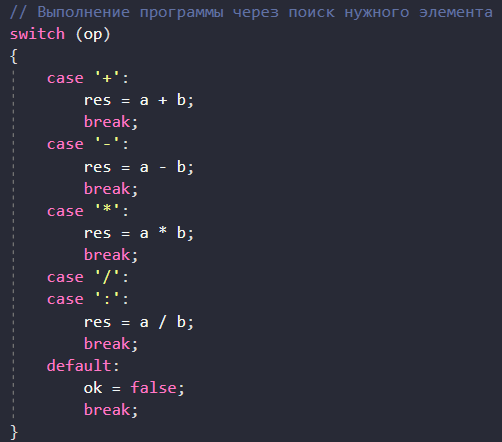 // Выполнение программы через поиск нужного элемента
switch (op)
{
    case '+':
        res = a + b;
        break;
    case '-':
        res = a - b;
        break;
    case '*':
        res = a * b;
        break;
    case '/':
    case ':':
        res = a / b;
        break;
    default:
        ok = false;
        break;
}